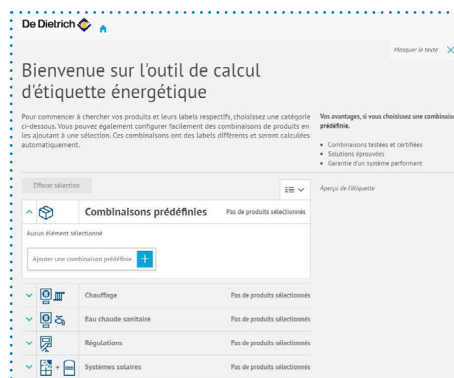 De Dietrich
Masquer le texte
Bienvenue sur l'outil de calcul
d'étiquette énergétique
Pour commencer à chercher vos produits et leurs labels respectifs, choisissez une catégorie
ci-dessous. Vous pouvez également configurer facilement des combinaisons de produits en
les ajoutant à une sélection. Ces combinaisons ont des labels différents et seront calculées
automatiquement.
Vos avantages, si vous choisissez une combinaiso
prédéfinie.
• Combinaisons testées et certifiées
• Solutions éprouvées
• Garantie d'un système performant
Effacer sélection
Aperçu de l'étiquette
Combinaisons prédéfinies Pas de produits sélectionnés
Aucun élément sélectionné
Ajouter une combinaison prédéfinie +
Chauffage Pas de produits sélectionnés
Eau chaude sanitaire Pas de produits sélectionnés
Régulations Pas de produits sélectionnés
Systèmes solaires Pas de produits sélectionnés